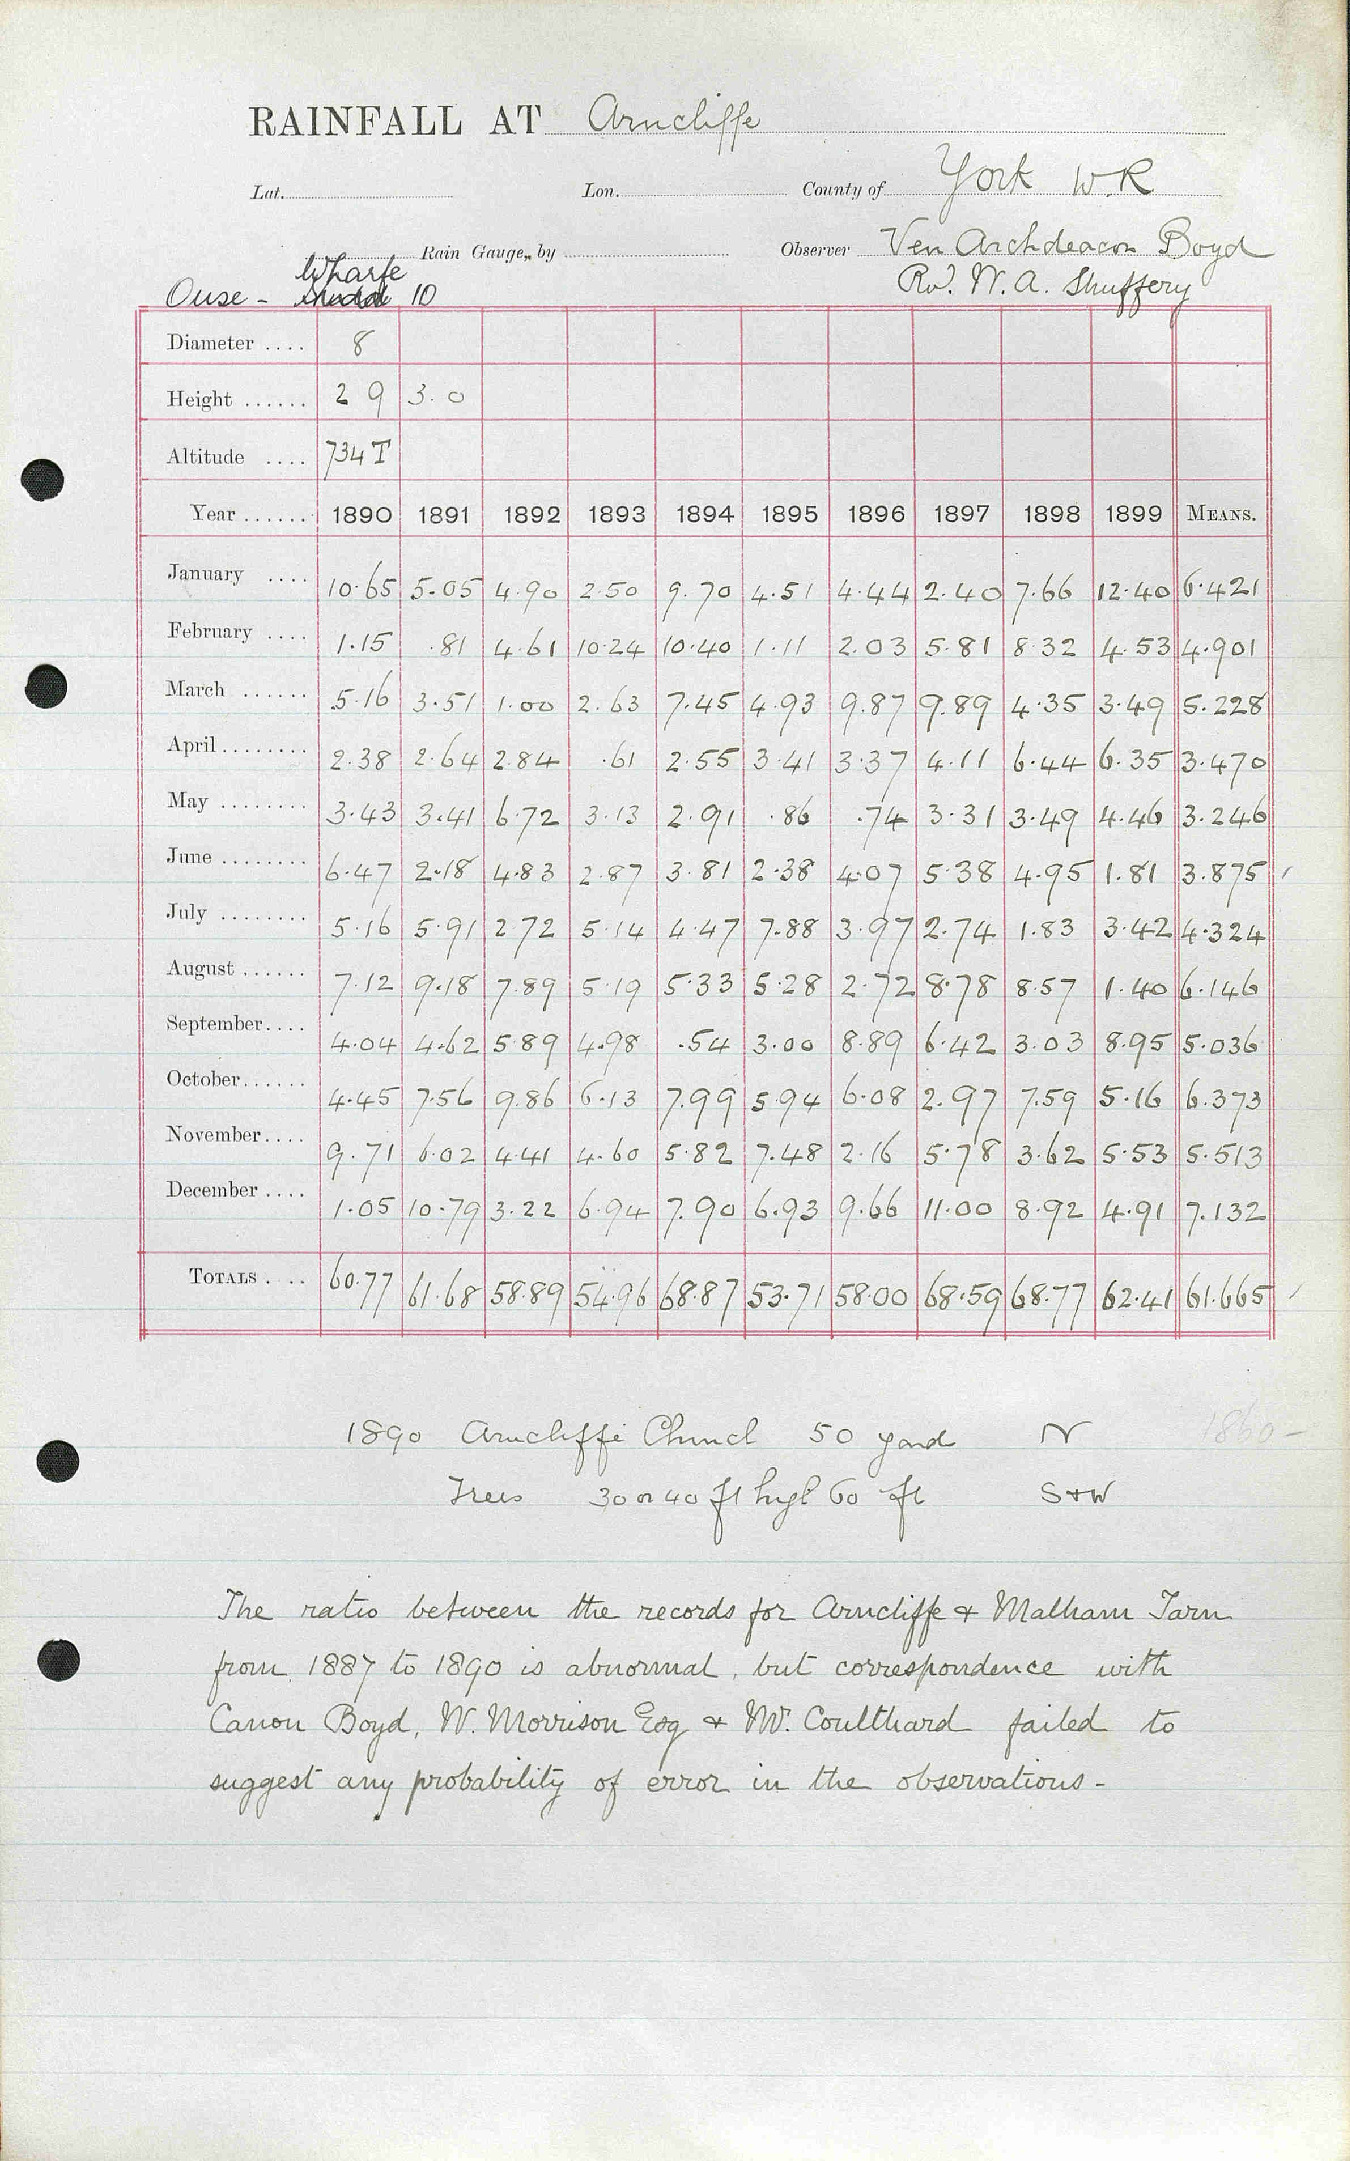 RAINFALL AT Arncliffe
Lat. Lon. County of York W.R
Rain Gauge, by Observer Ven Archdeacon Boyd
Ouse - Wharfe 10 Rev. W. A. Shuffery
Diameter .... 8
Height ...... 2 9 3.0
Altitude .... 734 T
Year ...... 1890 1891 1892 1893 1894 1895 1896 1897 1898 1899 MEANS.
January .... 10.65 5.05 4.90 2.50 9.70 4.51 4.44 2.40 7.66 12.40 6.421
February .... 1.15 .81 4.61 10.24 10.40 1.11 2.03 5.81 8.32 4.53 4.901
March ...... 5.16 3.51 1.00 2.63 7.45 4.93 9.87 9.89 4.35 3.49 5.228
April ........ 2.38 2.64 2.84 .61 2.55 3.41 3.37 4.11 6.44 6.35 3.470
May ........ 3.43 3.41 6.72 3.13 2.91 .86 .74 3.31 3.49 4.46 3.246
June ........ 6.47 2.18 4.83 2.87 3.81 2.38 4.07 5.38 4.95 1.81 3.875
July ........ 5.16 5.91 2.72 5.14 4.47 7.88 3.97 2.74 1.83 3.42 4.324
August ...... 7.12 9.18 7.89 5.19 5.33 5.28 2.72 8.78 8.57 1.40 6.146
September.... 4.04 4.62 5.89 4.98 .54 3.00 8.89 6.42 3.03 8.95 5.036
October...... 4.45 7.56 9.86 6.13 7.99 5.94 6.08 2.97 7.59 5.16 6.373
November.... 9.71 6.02 4.41 4.60 5.82 7.48 2.16 5.78 3.62 5.53 5.513
December .... 1.05 10.79 3.22 6.94 7.90 6.93 9.66 11.00 8.92 4.91 7.132
TOTALS .... 60.77 61.68 58.89 54.96 68.87 53.71 58.00 68.59 68.77 62.41 61.665
1890 Arncliffe Church 50 yards N 1860-
Trees 30 or 40 ft high 60 ft S+W
The ratio between the records for Arncliffe & Malham Tarn
from 1887 to 1890 is abnormal, but correspondence with
Canon Boyd, W. Morrison Esq & Mr. Coulthard failed to
suggest any probability of error in the observations-